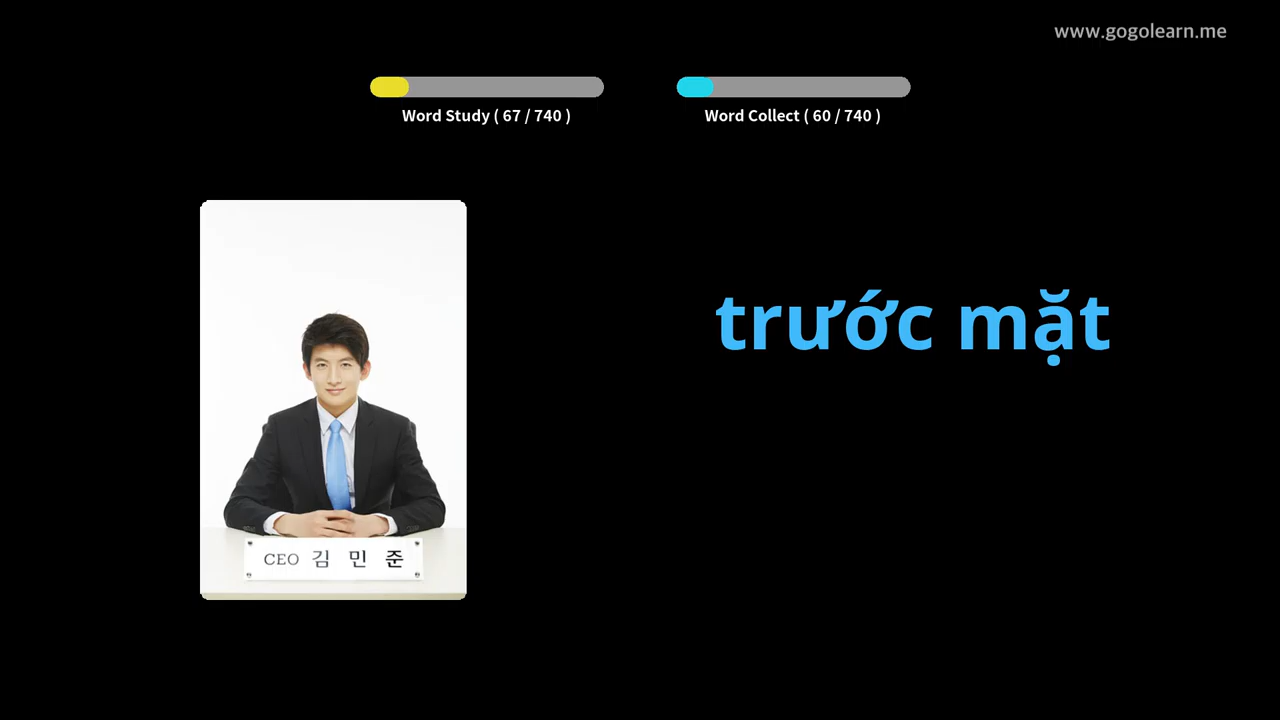 www.gogolearn.me
Word Study ( 67 / 740 )
Word Collect ( 60 / 740 )
trước mặt
CEO 김 민 준